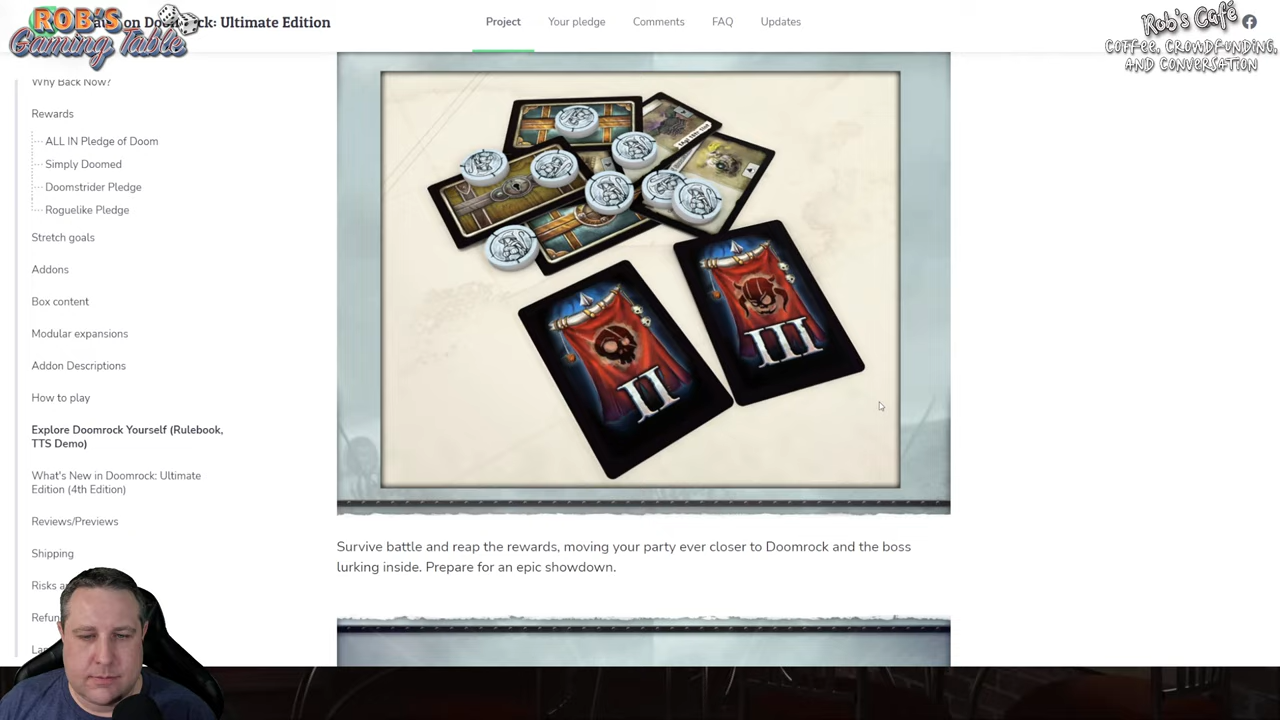 ROB'S
Gaming Table
on Doo
ck: Ultimate Edition
Project
Your pledge
Comments
FAQ
Updates
Rob's Café
Coffee, Crowdfunding,
and Conversation
Why Back Now?
Rewards
ALL IN Pledge of Doom
Simply Doomed
Doomstrider Pledge
Roguelike Pledge
Stretch goals
Addons
Box content
Modular expansions
Addon Descriptions
How to play
Explore Doomrock Yourself (Rulebook,
TTS Demo)
What's New in Doomrock: Ultimate
Edition (4th Edition)
Reviews/Previews
Shipping
Risks a
Refun
La
II
III
Survive battle and reap the rewards, moving your party ever closer to Doomrock and the boss
lurking inside. Prepare for an epic showdown.